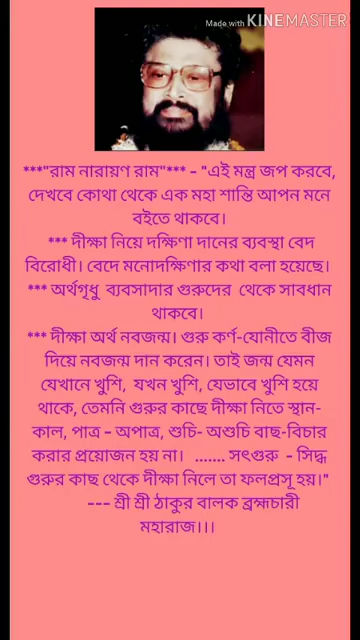 Made with KINEMASTER
***"রাম নারায়ণ রাম"*** – "এই মন্ত্র জপ করবে,
দেখবে কোথা থেকে এক মহা শান্তি আপন মনে
বইতে থাকবে।
*** দীক্ষা নিয়ে দক্ষিণা দানের ব্যবস্থা বেদ
বিরোধী। বেদে মনোদক্ষিণার কথা বলা হয়েছে।
*** অর্থগৃধু ব্যবসাদার গুরুদের থেকে সাবধান
থাকবে।
*** দীক্ষা অর্থ নবজন্ম। গুরু কর্ণ-যোনীতে বীজ
দিয়ে নবজন্ম দান করেন। তাই জন্ম যেমন
যেখানে খুশি, যখন খুশি, যেভাবে খুশি হয়ে
থাকে, তেমনি গুরুর কাছে দীক্ষা নিতে স্থান-
কাল, পাত্র – অপাত্র, শুচি- অশুচি বাছ-বিচার
করার প্রয়োজন হয় না। ....... সৎগুরু – সিদ্ধ
গুরুর কাছ থেকে দীক্ষা নিলে তা ফলপ্রসূ হয়।"
––– শ্রী শ্রী ঠাকুর বালক ব্রহ্মচারী
মহারাজ।।।